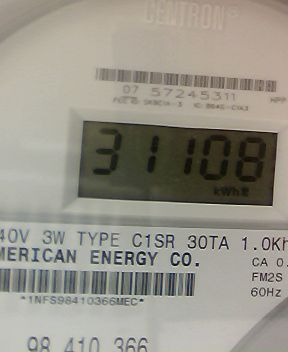 CENTRON®
07 57245311
31108
kWh
40V 3W TYPE C1SR 30TA 1.0Kh
MERICAN ENERGY CO.
CA 0.
FM2S
60Hz
*1NFS98410366MEC*
98 410 366